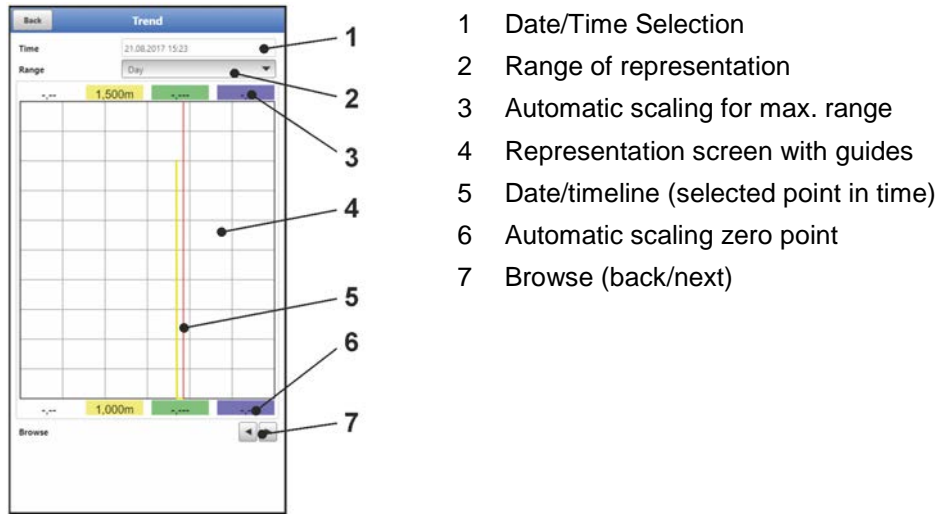 Back Trend
Time 21.08.2017 15:23
Range Day
-,-- 1,500m -,--- -,--
-,-- 1,000m -,--- -,--
Browse
1
2
3
4
5
6
7
1 Date/Time Selection
2 Range of representation
3 Automatic scaling for max. range
4 Representation screen with guides
5 Date/timeline (selected point in time)
6 Automatic scaling zero point
7 Browse (back/next)